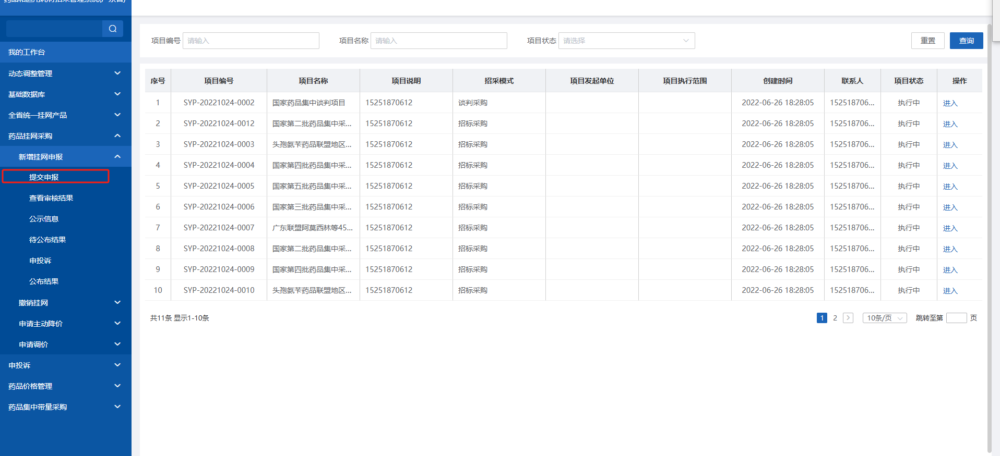 药品和医用耗材招采管理系统(广东省)
我的工作台
动态调整管理
基础数据库
全省统一挂网产品
药品挂网采购
新增挂网申报
提交申报
查看审核结果
公示信息
待公布结果
申投诉
公布结果
撤销挂网
申请主动降价
申请调价
申投诉
药品价格管理
药品集中带量采购
项目编号 请输入 项目名称 请输入 项目状态 请选择 重置 查询
序号 项目编号 项目名称 项目说明 招采模式 项目发起单位 项目执行范围 创建时间 联系人 项目状态 操作
1 SYP-20221024-0002 国家药品集中谈判项目 15251870612 谈判采购 2022-06-26 18:28:05 152518706... 执行中 进入
2 SYP-20221024-0012 国家第二批药品集中采... 15251870612 招标采购 2022-06-26 18:28:05 152518706... 执行中 进入
3 SYP-20221024-0003 头孢氨苄药品联盟地区... 15251870612 招标采购 2022-06-26 18:28:05 152518706... 执行中 进入
4 SYP-20221024-0004 国家第四批药品集中采... 15251870612 招标采购 2022-06-26 18:28:05 152518706... 执行中 进入
5 SYP-20221024-0005 国家第五批药品集中采... 15251870612 招标采购 2022-06-26 18:28:05 152518706... 执行中 进入
6 SYP-20221024-0006 国家第三批药品集中采... 15251870612 招标采购 2022-06-26 18:28:05 152518706... 执行中 进入
7 SYP-20221024-0007 广东联盟阿莫西林等45... 15251870612 招标采购 2022-06-26 18:28:05 152518706... 执行中 进入
8 SYP-20221024-0008 国家第二批药品集中采... 15251870612 招标采购 2022-06-26 18:28:05 152518706... 执行中 进入
9 SYP-20221024-0009 国家第四批药品集中采... 15251870612 招标采购 2022-06-26 18:28:05 152518706... 执行中 进入
10 SYP-20221024-0010 头孢氨苄药品联盟地区... 15251870612 招标采购 2022-06-26 18:28:05 152518706... 执行中 进入
共11条 显示1-10条 1 2 10条/页 跳转至第 页